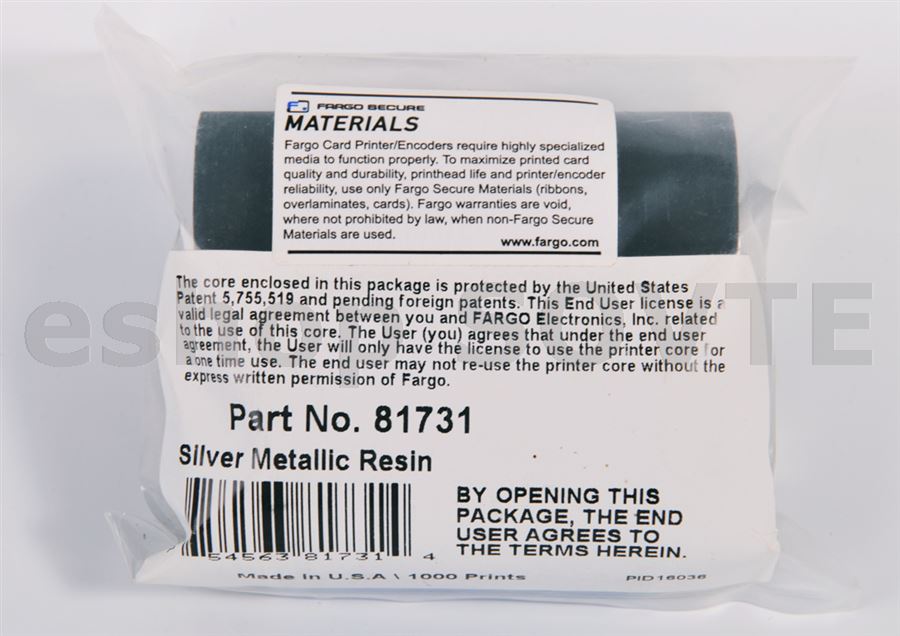 FARGO SECURE
MATERIALS
Fargo Card Printer/Encoders require highly specialized
media to function properly. To maximize printed card
quality and durability, printhead life and printer/encoder
reliability, use only Fargo Secure Materials (ribbons,
overlaminates, cards). Fargo warranties are void,
where not prohibited by law, when non-Fargo Secure
Materials are used.
www.fargo.com
The core enclosed in this package is protected by the United States
Patent 5,755,519 and pending foreign patents. This End User license is a
valid legal agreement between you and FARGO Electronics, Inc. related
to the use of this core. The User (you) agrees that under the end user
agreement, the User will only have the license to use the printer core for
a one time use. The end user may not re-use the printer core without the
express written permission of Fargo.
Part No. 81731
Silver Metallic Resin
7 54563 81731 4
BY OPENING THIS
PACKAGE, THE END
USER AGREES TO
THE TERMS HEREIN.
Made In U.S.A \ 1000 Prints
PID16036